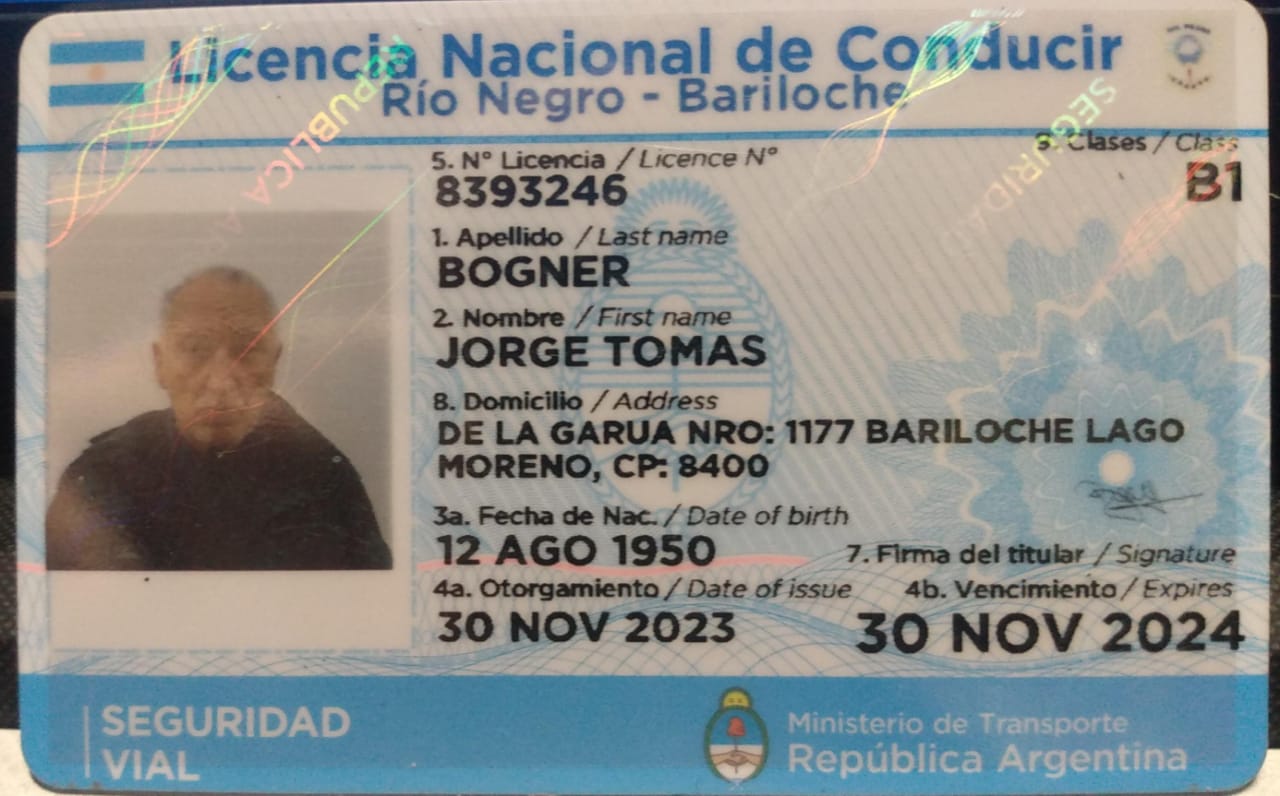 Licencia Nacional de Conducir
Río Negro - Bariloche
REPUBLICA
SEGURIDA
9. Clases / Class
B1
5. N° Licencia / Licence N°
8393246
1. Apellido / Last name
BOGNER
2. Nombre / First name
JORGE TOMAS
8. Domicilio / Address
DE LA GARUA NRO: 1177 BARILOCHE LAGO
MORENO, CP: 8400
3a. Fecha de Nac. / Date of birth
12 AGO 1950
7. Firma del titular / Signature
4a. Otorgamiento / Date of issue
30 NOV 2023
4b. Vencimiento / Expires
30 NOV 2024
SEGURIDAD
VIAL
Ministerio de Transporte
República Argentina